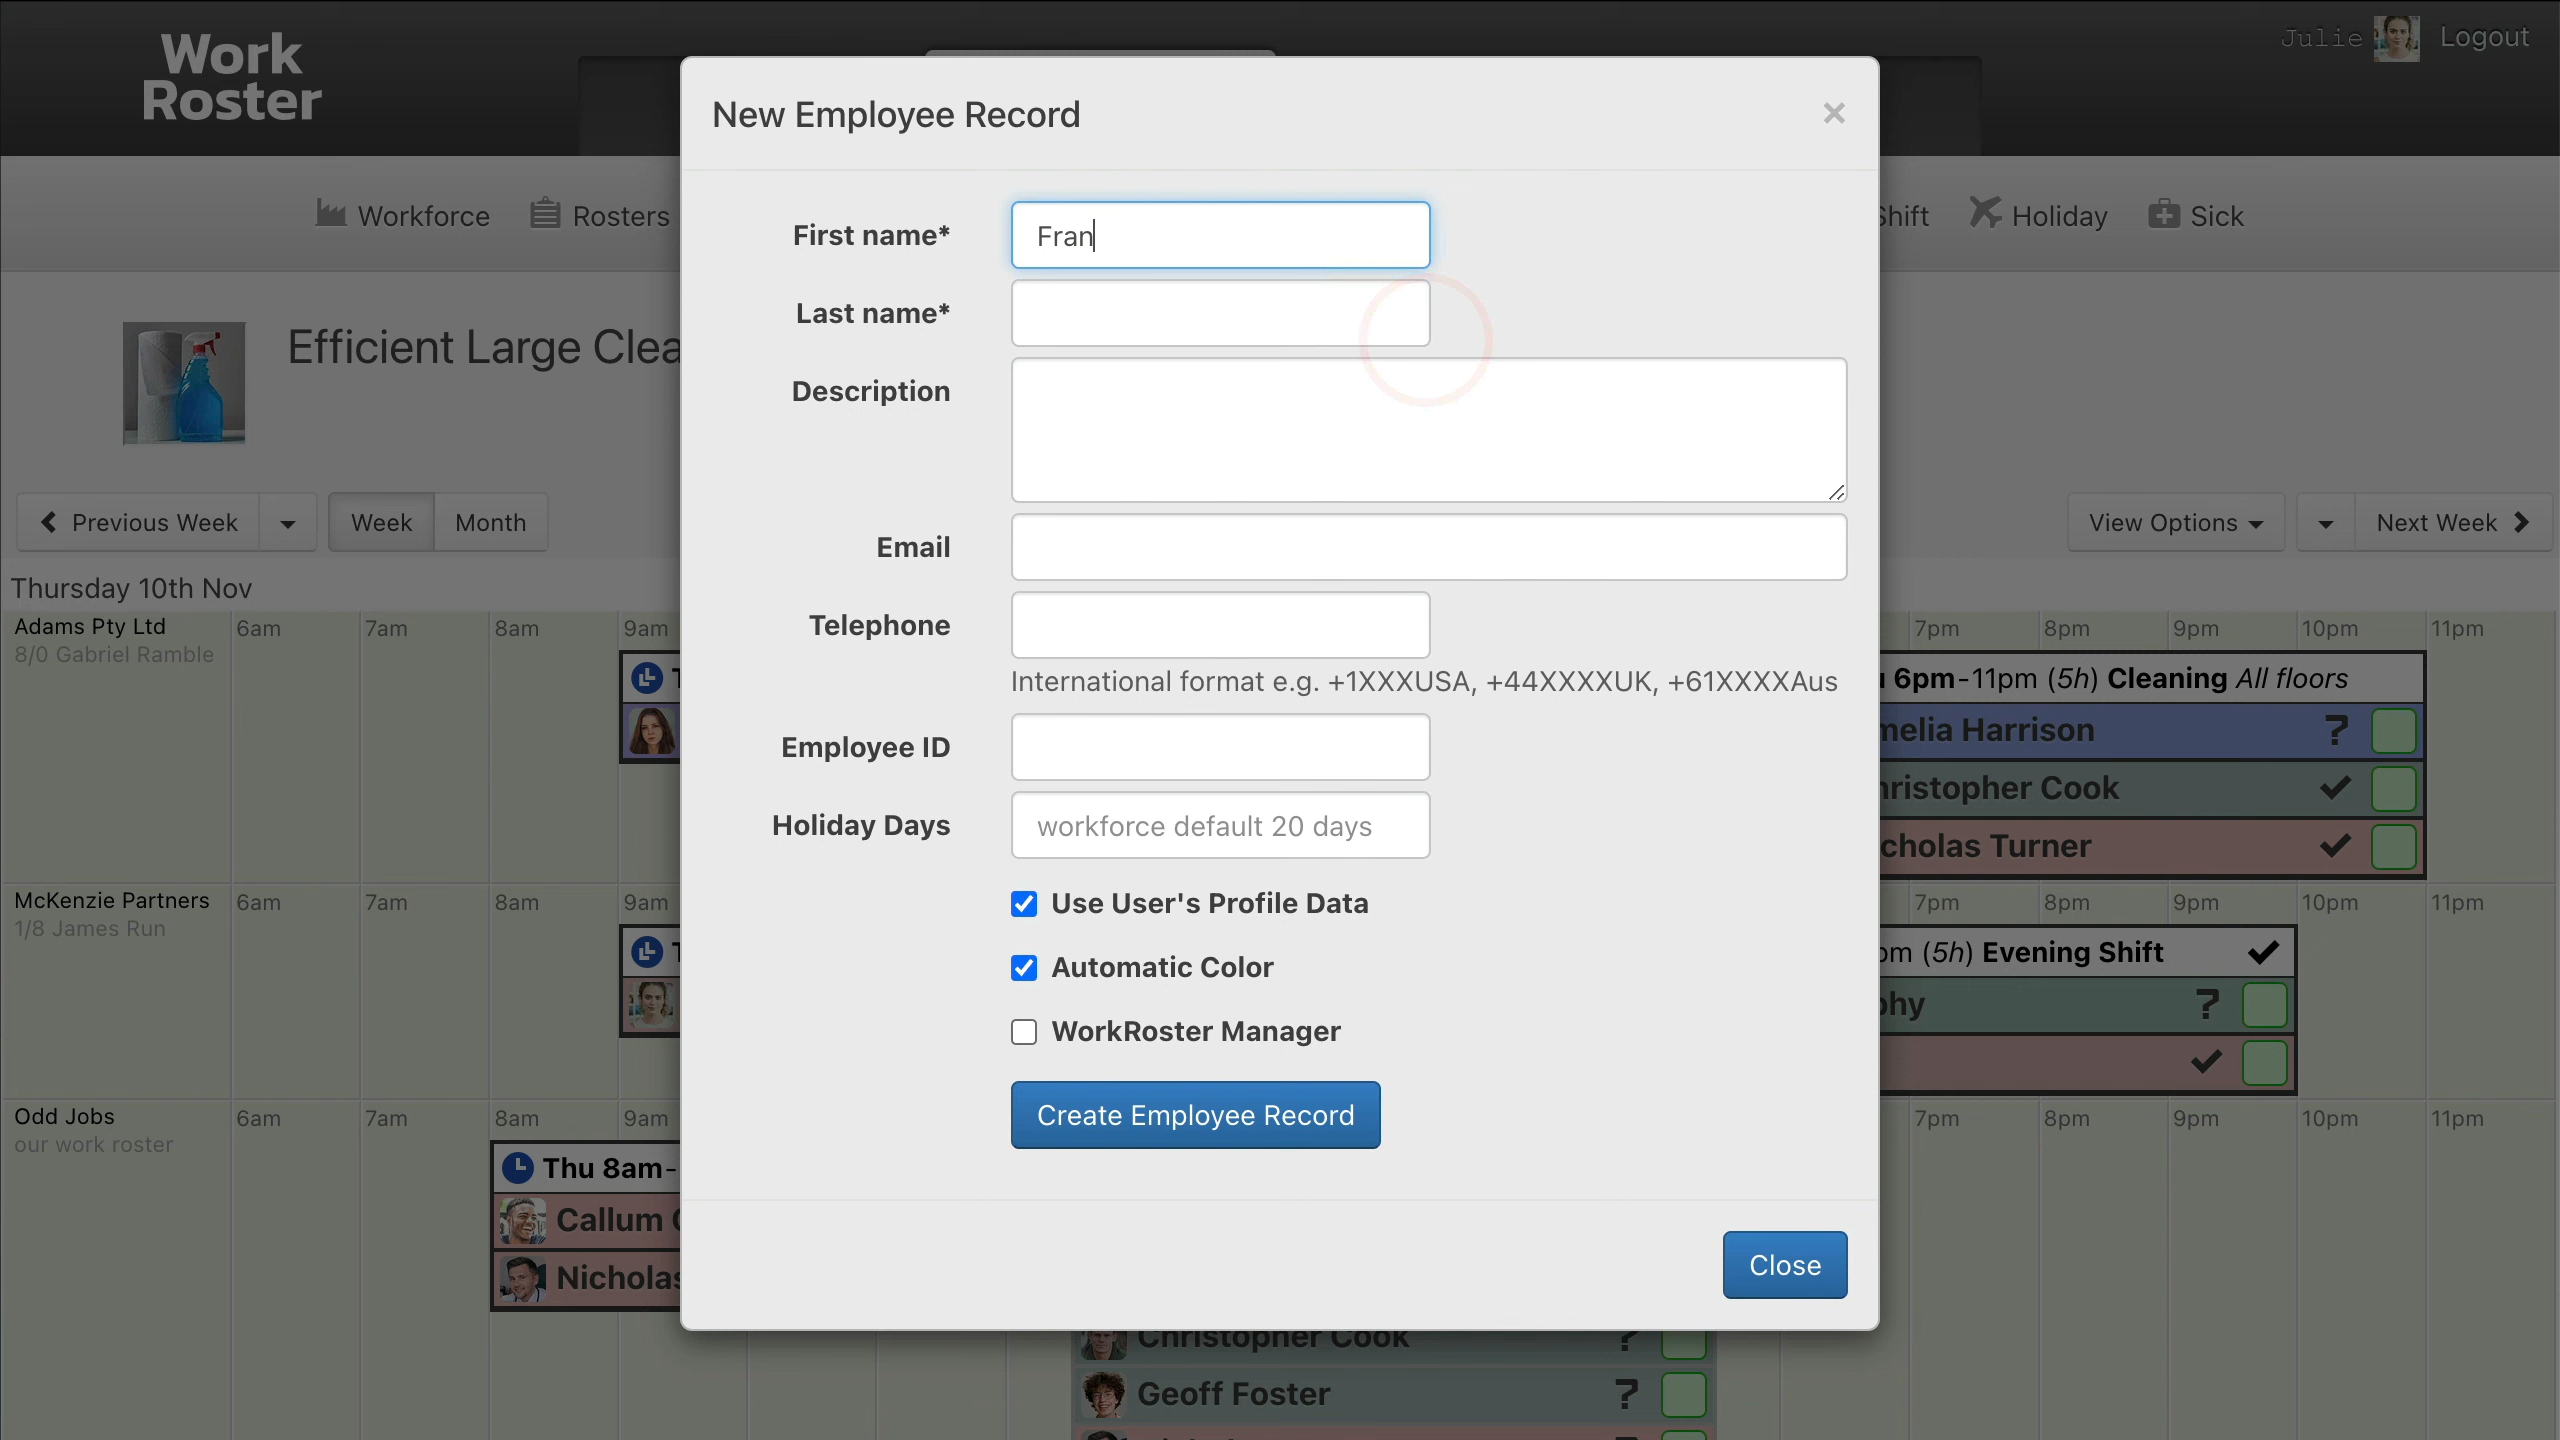 Work
Roster
Julie
Logout
Workforce
Rosters
Shift
Holiday
Sick
Efficient Large Clea
Previous Week
Week
Month
View Options
Next Week
Thursday 10th Nov
New Employee Record
×
First name*
Fran
Last name*
Description
Email
Telephone
International format e.g. +1XXXUSA, +44XXXXUK, +61XXXXAus
Employee ID
Holiday Days
workforce default 20 days
Use User's Profile Data
Automatic Color
WorkRoster Manager
Create Employee Record
Close
Adams Pty Ltd
8/0 Gabriel Ramble
6am 7am 8am 9am 7pm 8pm 9pm 10pm 11pm
6pm-11pm (5h) Cleaning All floors
melia Harrison ?
hristopher Cook
cholas Turner
McKenzie Partners
1/8 James Run
6am 7am 8am 9am 7pm 8pm 9pm 10pm 11pm
pm (5h) Evening Shift
phy ?
Odd Jobs
our work roster
6am 7am 8am 9am 7pm 8pm 9pm 10pm 11pm
Thu 8am-
Callum
Nicholas
Christopher Cook ?
Geoff Foster ?